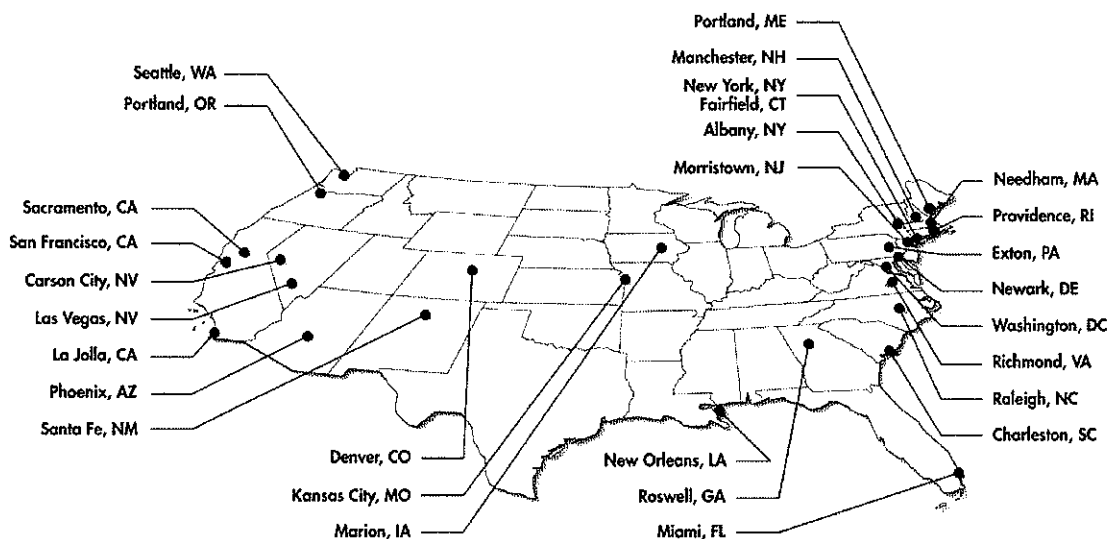 Portland, ME
Manchester, NH
New York, NY
Fairfield, CT
Albany, NY
Morristown, NJ
Seattle, WA
Portland, OR
Sacramento, CA
San Francisco, CA
Carson City, NV
Las Vegas, NV
La Jolla, CA
Phoenix, AZ
Santa Fe, NM
Denver, CO
Kansas City, MO
Marion, IA
New Orleans, LA
Roswell, GA
Miami, FL
Needham, MA
Providence, RI
Exton, PA
Newark, DE
Washington, DC
Richmond, VA
Raleigh, NC
Charleston, SC